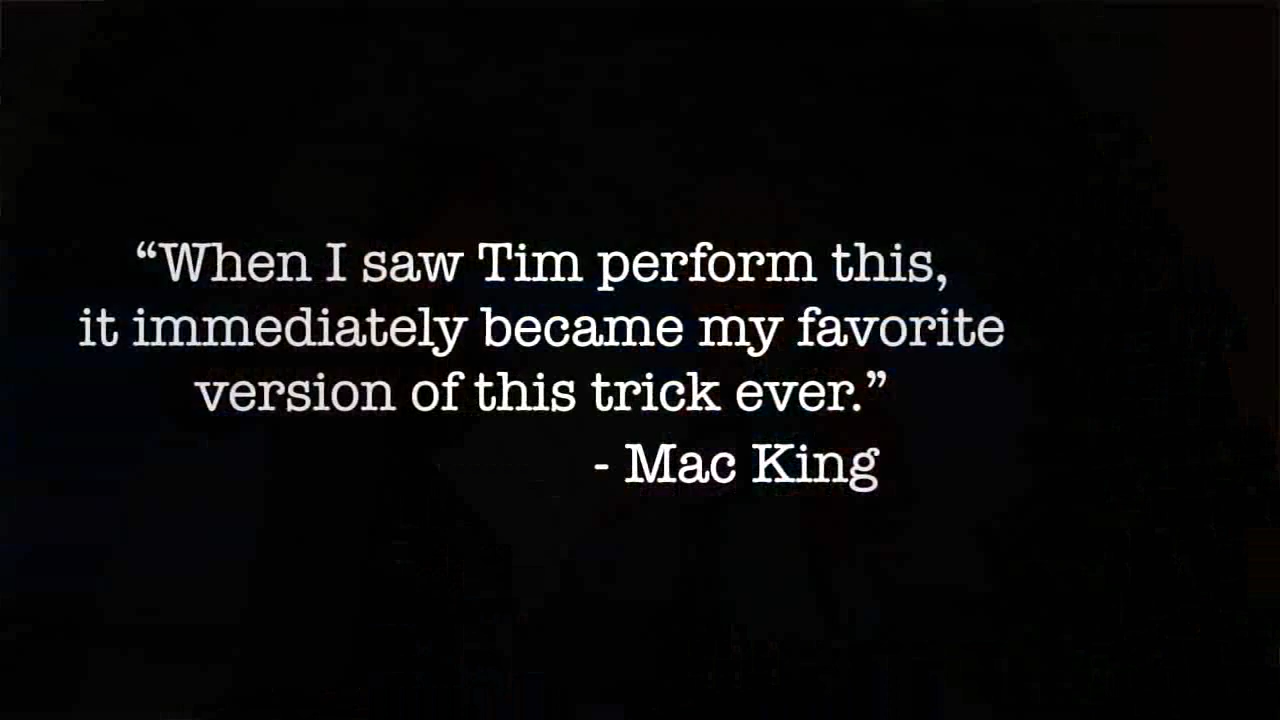 “When I saw Tim perform this,
it immediately became my favorite
version of this trick ever.”
- Mac King